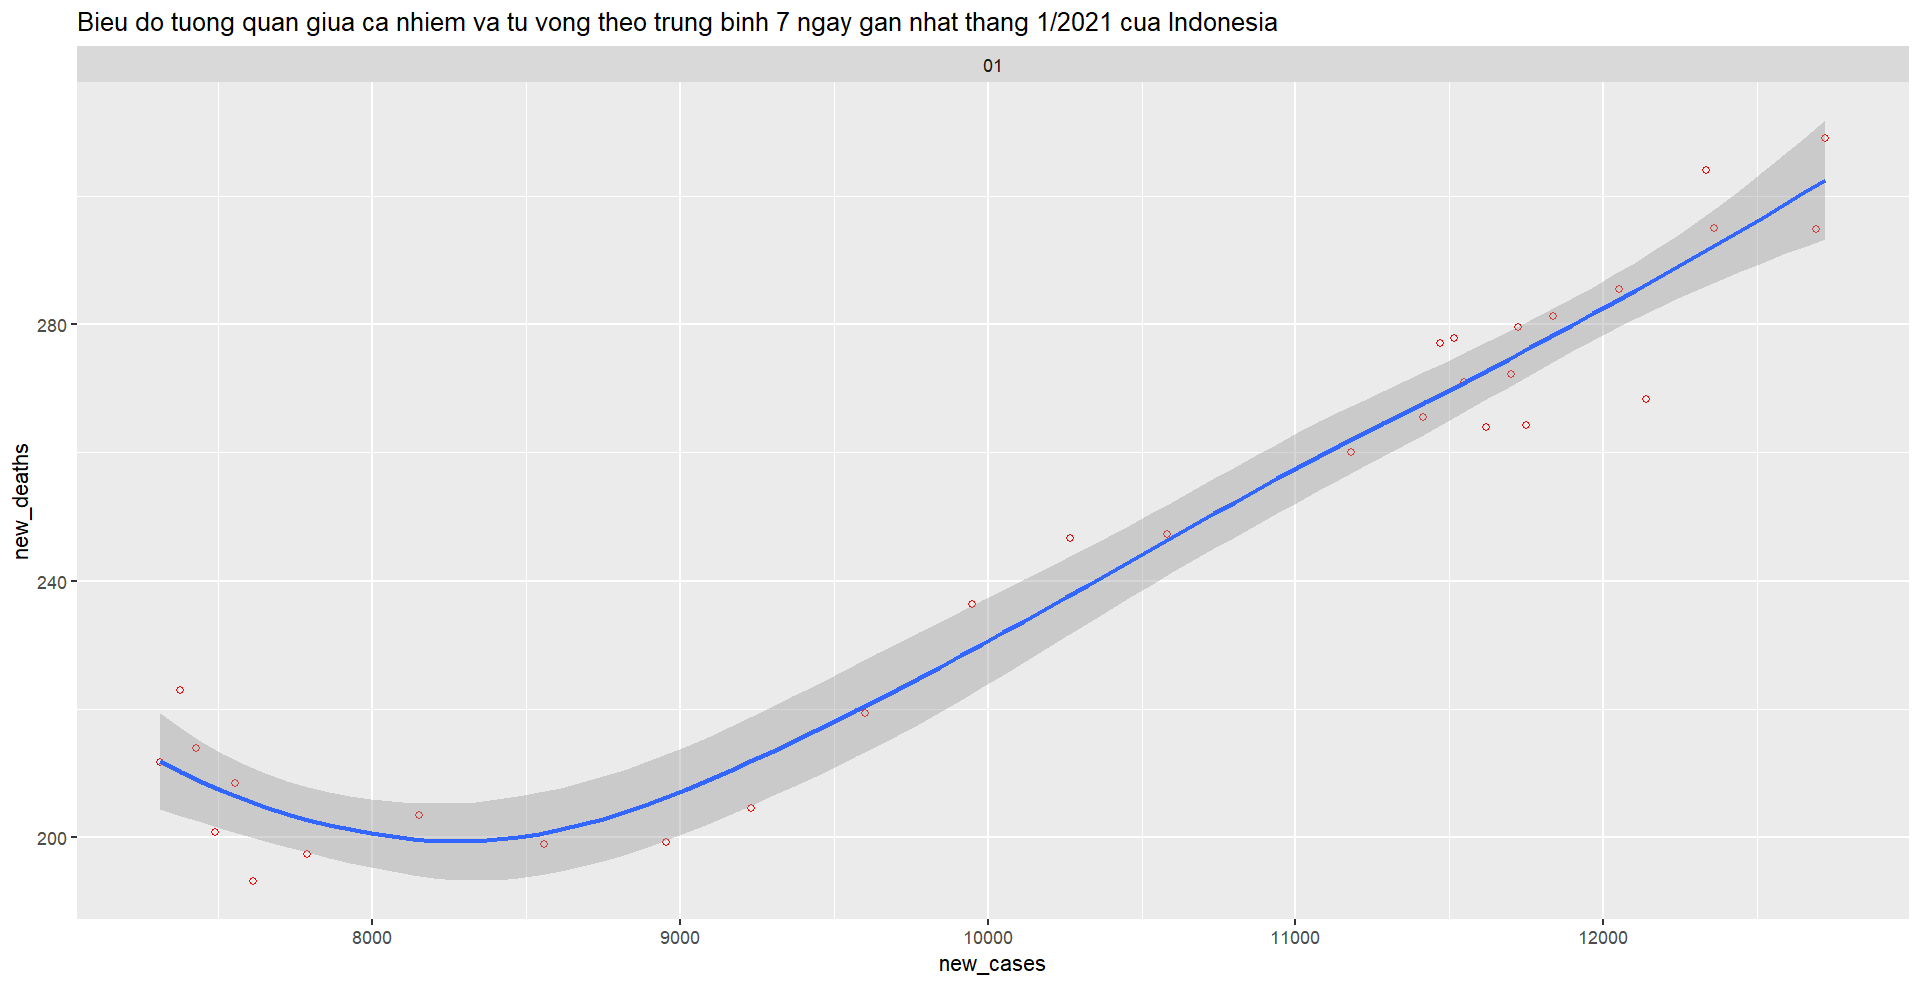 Bieu do tuong quan giua ca nhiem va tu vong theo trung binh 7 ngay gan nhat thang 1/2021 cua Indonesia
01
280
240
200
new_deaths
8000 9000 10000 11000 12000
new_cases